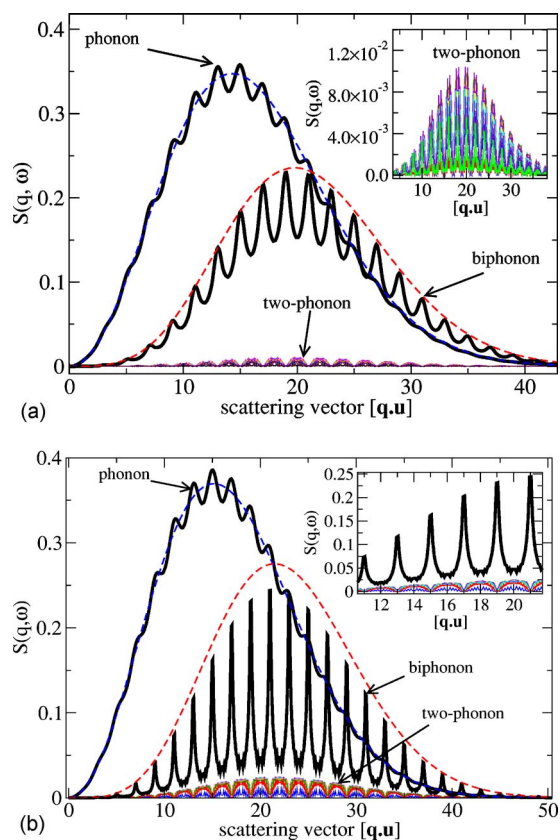 phonon
two-phonon
1.2×10⁻²
8.0×10⁻³
4.0×10⁻³
0.0
S(q,ω)
10 20 30
[q.u]
0.4
0.3
0.2
0.1
0
S(q, ω)
biphonon
two-phonon
0 10 20 30 40
(a) scattering vector [q.u]
phonon
0.25
0.2
0.15
0.1
0.05
0
S(q,ω)
12 14 16 18 20
[q.u]
0.4
0.3
0.2
0.1
0
S(q,ω)
biphonon
two-phonon
0 10 20 30 40 50
(b) scattering vector [q.u]